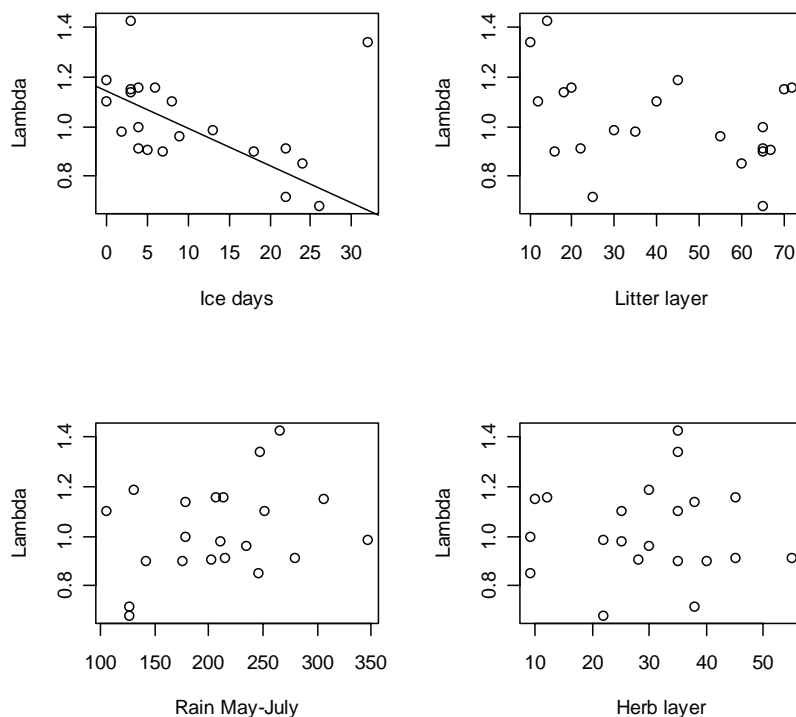 Lambda
0.8 1.0 1.2 1.4
0 5 10 15 20 25 30
Ice days
Lambda
0.8 1.0 1.2 1.4
10 20 30 40 50 60 70
Litter layer
Lambda
0.8 1.0 1.2 1.4
100 150 200 250 300 350
Rain May-July
Lambda
0.8 1.0 1.2 1.4
10 20 30 40 50
Herb layer